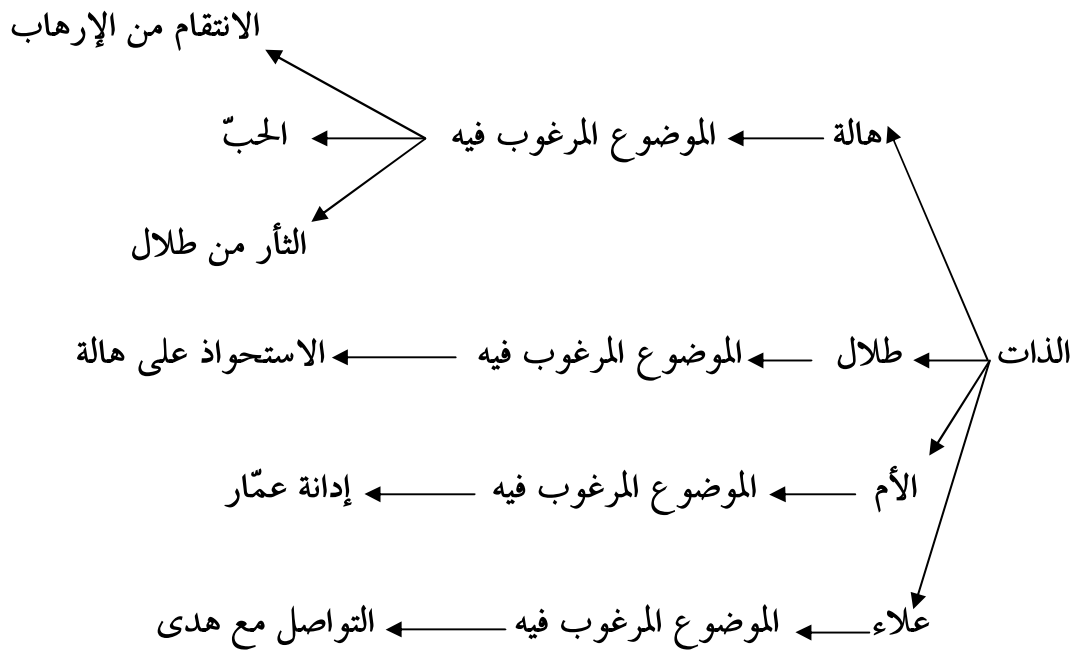 الانتقام من الإرهاب
هالة الموضوع المرغوب فيه الحبّ
الثأر من طلال
الذات طلال الموضوع المرغوب فيه الاستحواذ على هالة
الأم الموضوع المرغوب فيه إدانة عمّار
علاء الموضوع المرغوب فيه التواصل مع هدى